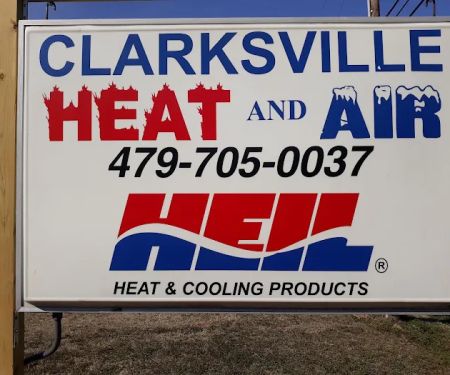 CLARKSVILLE
HEAT AND AIR
479-705-0037
HEIL ®
HEAT & COOLING PRODUCTS